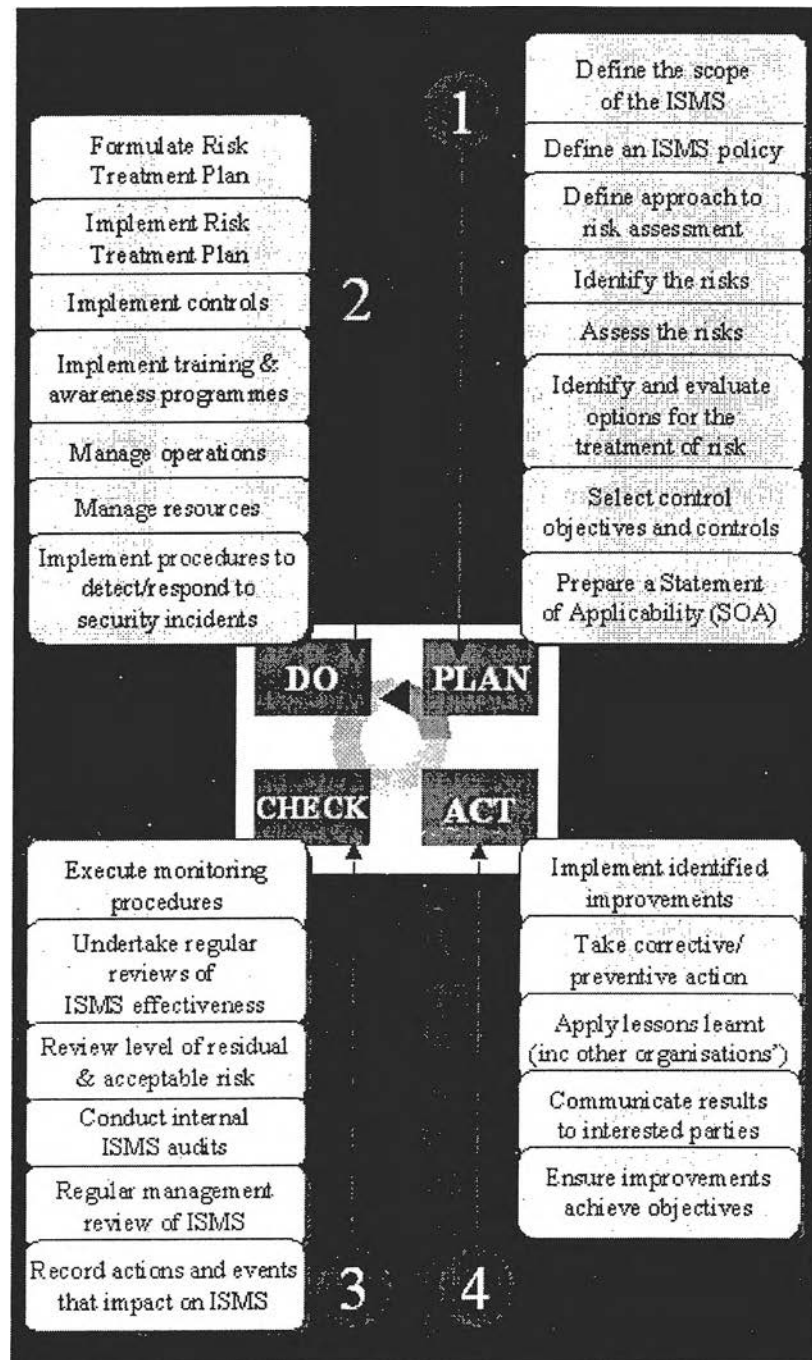 1
Define the scope
of the ISMS
Define an ISMS policy
Define approach to
risk assessment
Identify the risks
Assess the risks
Identify and evaluate
options for the
treatment of risk
Select control
objectives and controls
Prepare a Statement
of Applicability (SOA)
2
Formulate Risk
Treatment Plan
Implement Risk
Treatment Plan
Implement controls
Implement training &
awareness programmes
Manage operations
Manage resources
Implement procedures to
detect/respond to
security incidents
DO
PLAN
CHECK
ACT
Execute monitoring
procedures
Undertake regular
reviews of
ISMS effectiveness
Review level of residual
& acceptable risk
Conduct internal
ISMS audits
Regular management
review of ISMS
Record actions and events
that impact on ISMS
3
Implement identified
improvements
Take corrective/
preventive action
Apply lessons learnt
(inc other organisations')
Communicate results
to interested parties
Ensure improvements
achieve objectives
4